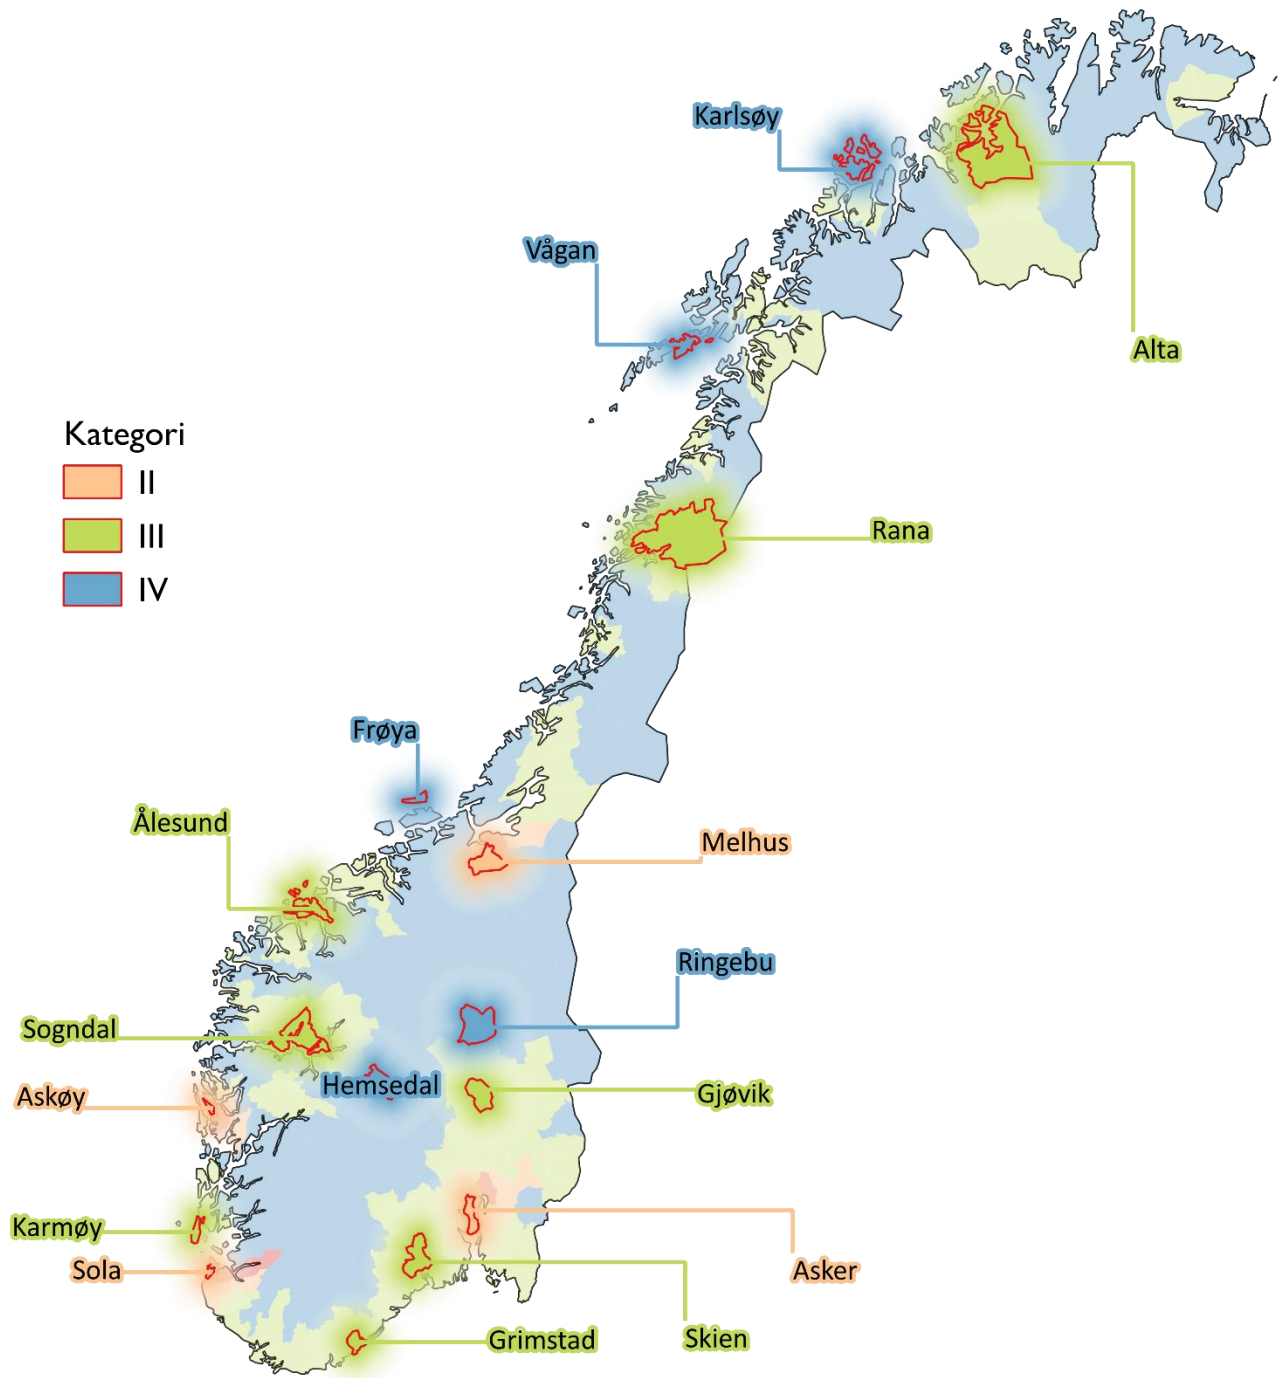 Karlsøy
Vågan
Alta
Kategori
II
III
IV
Rana
Frøya
Ålesund
Melhus
Ringebu
Sogndal
Hemsedal
Askøy
Gjøvik
Karmøy
Sola
Asker
Grimstad
Skien